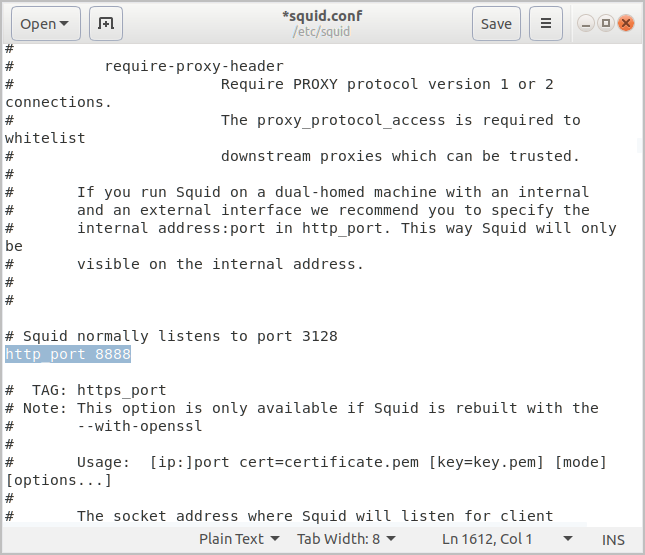 Open
*squid.conf
/etc/squid
Save
#
#          require-proxy-header
#                       Require PROXY protocol version 1 or 2
connections.
#                       The proxy_protocol_access is required to
whitelist
#                       downstream proxies which can be trusted.
#
#       If you run Squid on a dual-homed machine with an internal
#       and an external interface we recommend you to specify the
#       internal address:port in http_port. This way Squid will only
be
#       visible on the internal address.
#
#
# Squid normally listens to port 3128
http_port 8888
#  TAG: https_port
# Note: This option is only available if Squid is rebuilt with the
#       --with-openssl
#
#       Usage:  [ip:]port cert=certificate.pem [key=key.pem] [mode]
[options...]
#
#       The socket address where Squid will listen for client
Plain Text Tab Width: 8 Ln 1612, Col 1 INS